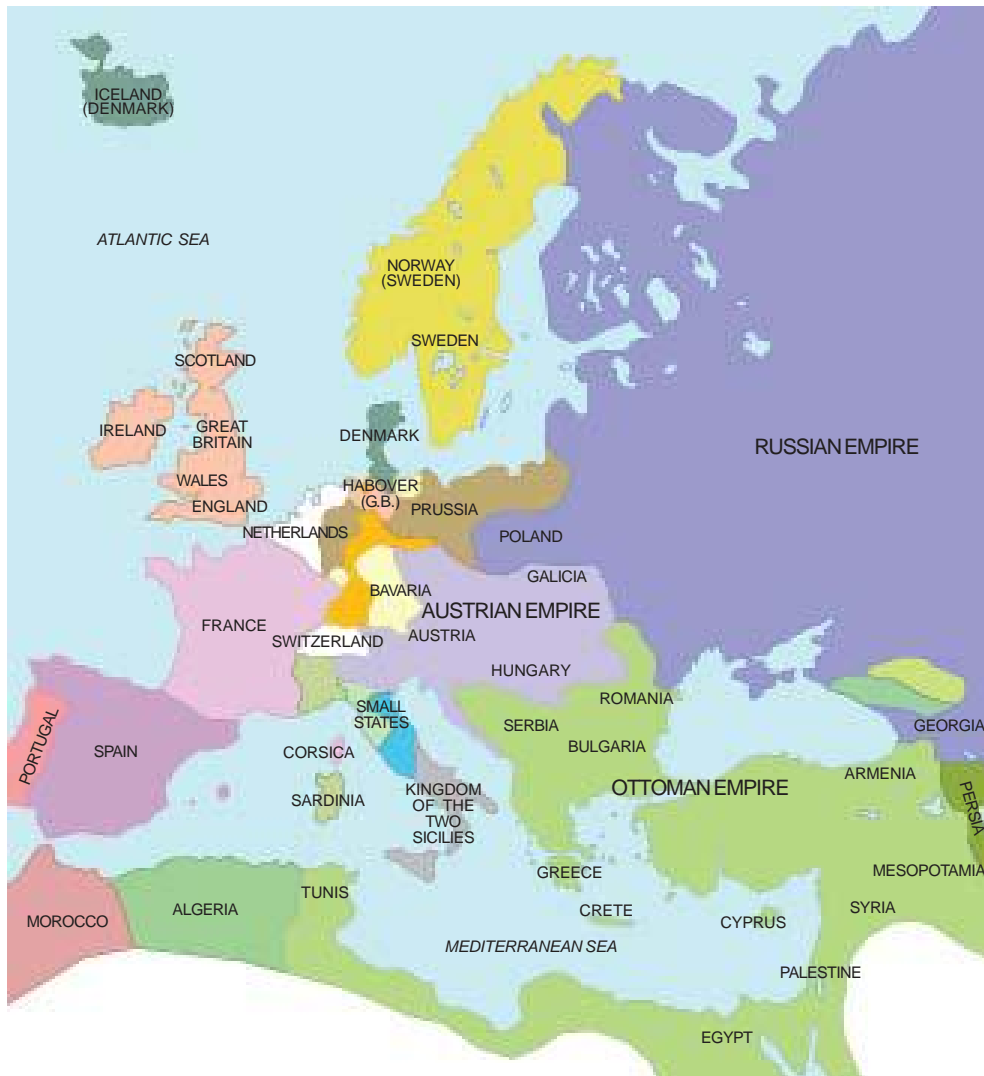 ICELAND
(DENMARK)
ATLANTIC SEA
NORWAY
(SWEDEN)
SWEDEN
SCOTLAND
IRELAND
GREAT
BRITAIN
DENMARK
RUSSIAN EMPIRE
WALES
HABOVER
(G.B.)
ENGLAND
PRUSSIA
NETHERLANDS
POLAND
GALICIA
BAVARIA
AUSTRIAN EMPIRE
FRANCE
SWITZERLAND
AUSTRIA
HUNGARY
ROMANIA
SMALL
STATES
SERBIA
GEORGIA
PORTUGAL
SPAIN
CORSICA
BULGARIA
ARMENIA
OTTOMAN EMPIRE
SARDINIA
KINGDOM
OF THE
TWO
SICILIES
PERSIA
GREECE
MESOPOTAMIA
TUNIS
ALGERIA
CRETE
SYRIA
MOROCCO
CYPRUS
MEDITERRANEAN SEA
PALESTINE
EGYPT